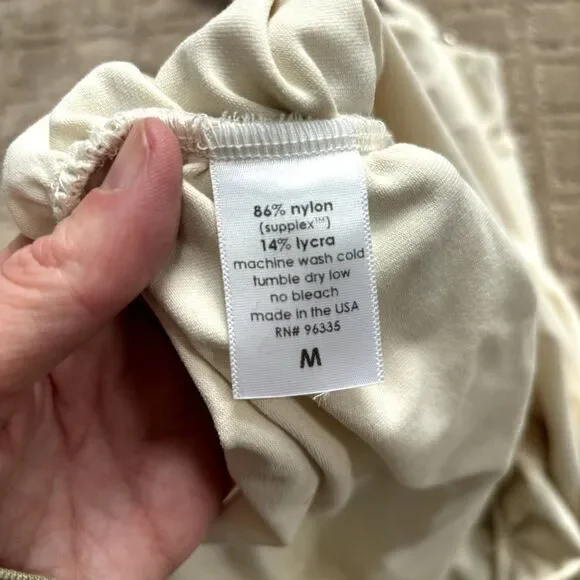 86% nylon
(supplex™)
14% lycra
machine wash cold
tumble dry low
no bleach
made in the USA
RN# 96335
M